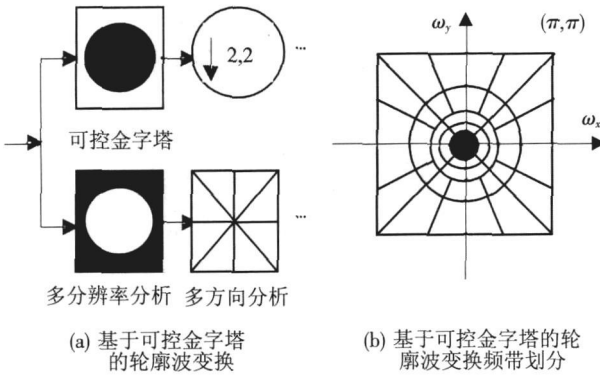 2,2
...
可控金字塔
多分辨率分析
多方向分析
...
(a) 基于可控金字塔
的轮廓波变换
ω_y
(π,π)
ω_x
(b) 基于可控金字塔的轮
廓波变换频带划分